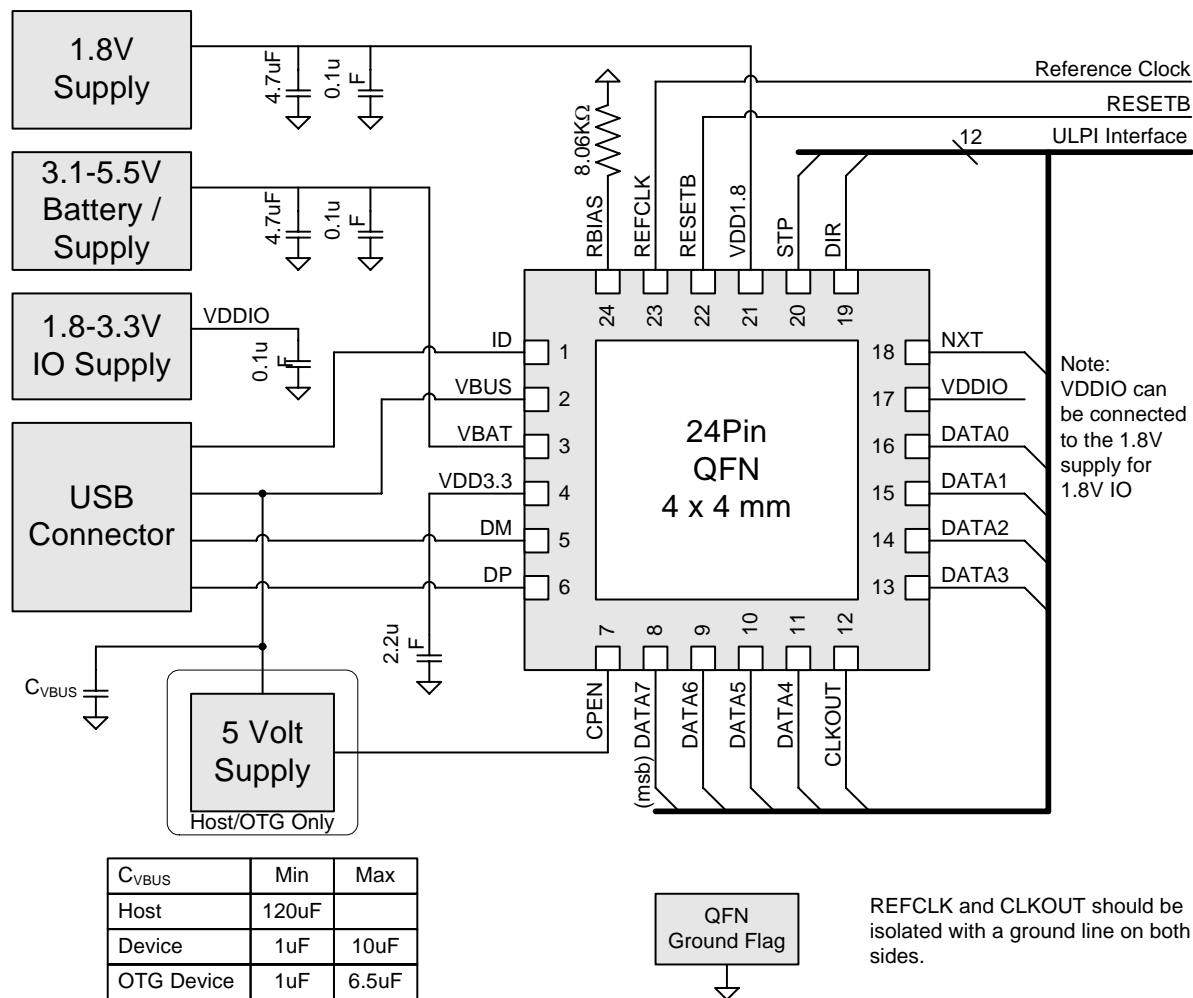 1.8V
Supply
4.7uF
0.1u
F
8.06KΩ
Reference Clock
RESETB
12
ULPI Interface
3.1-5.5V
Battery /
Supply
4.7uF
0.1u
F
RBIAS
REFCLK
RESETB
VDD1.8
STP
DIR
24
23
22
21
20
19
1.8-3.3V
IO Supply
VDDIO
0.1u
F
ID
1
VBUS
2
VBAT
3
VDD3.3
4
DM
5
DP
6
24Pin
QFN
4 x 4 mm
18
NXT
17
VDDIO
16
DATA0
15
DATA1
14
DATA2
13
DATA3
Note:
VDDIO can
be connected
to the 1.8V
supply for
1.8V IO
USB
Connector
2.2u
F
7
8
9
10
11
12
CPEN
(msb) DATA7
DATA6
DATA5
DATA4
CLKOUT
CVBUS
5 Volt
Supply
Host/OTG Only
CVBUS Min Max
Host 120uF
Device 1uF 10uF
OTG Device 1uF 6.5uF
QFN
Ground Flag
REFCLK and CLKOUT should be
isolated with a ground line on both
sides.